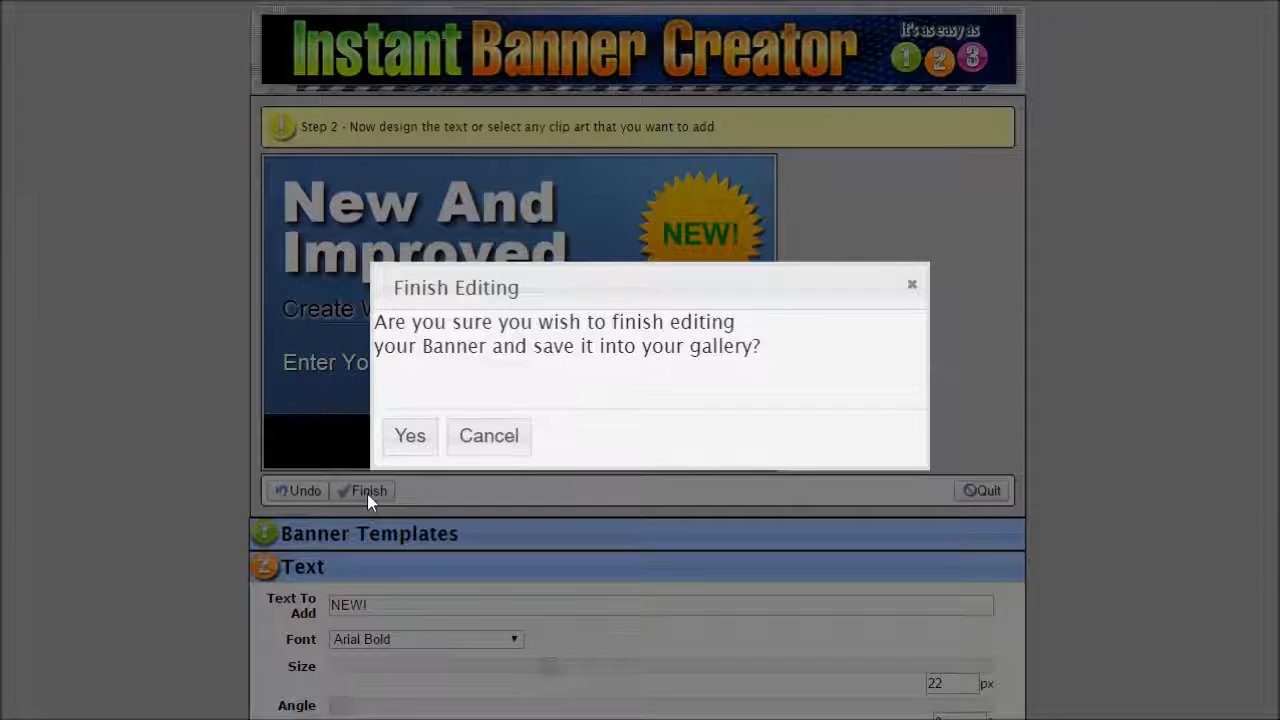 Instant Banner Creator
It's as easy as
1 2 3
Step 2 - Now design the text or select any clip art that you want to add
New And
Improved
NEW!
Create
Enter Yo
Finish Editing
Are you sure you wish to finish editing
your Banner and save it into your gallery?
Yes Cancel
Undo Finish Quit
1 Banner Templates
2 Text
Text To
Add
NEW!
Font Arial Bold
Size
22 px
Angle